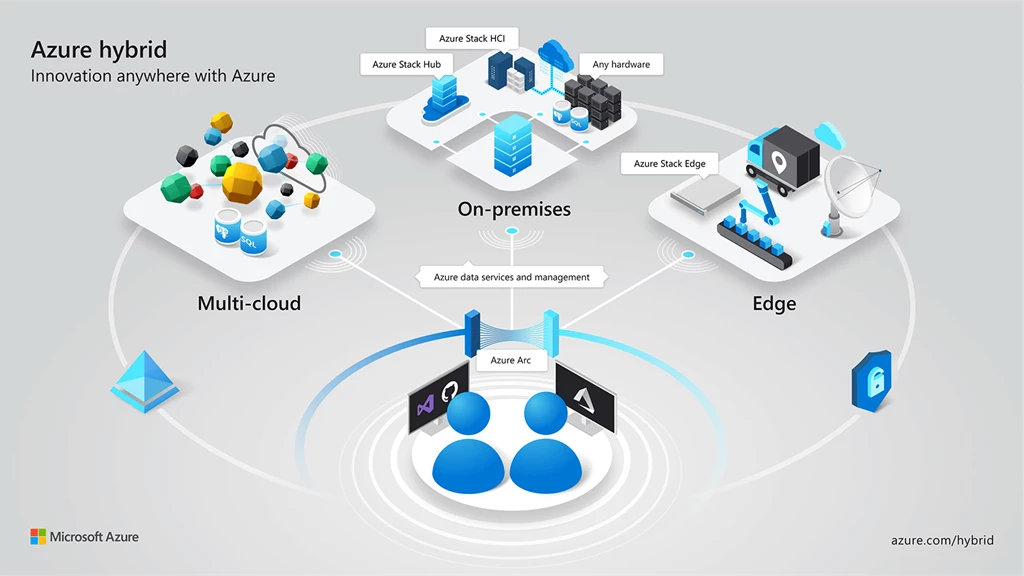 Azure hybrid
Innovation anywhere with Azure
Azure Stack HCI
Azure Stack Hub
Any hardware
SQL
Azure Stack Edge
On-premises
SQL
Azure data services and management
Multi-cloud
Edge
Azure Arc
Microsoft Azure
azure.com/hybrid